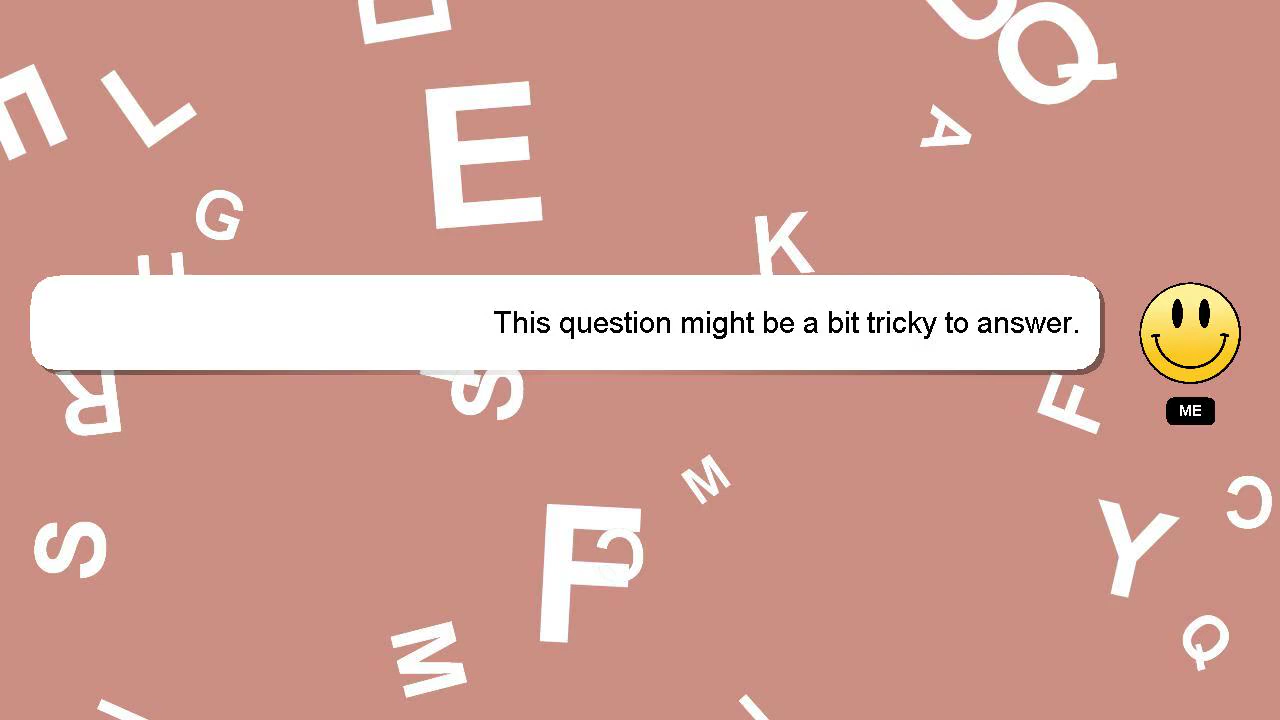 E
L
G
K
A
Q
This question might be a bit tricky to answer.
ME
R
S
F
M
S
F
G
Y
C
M
Q